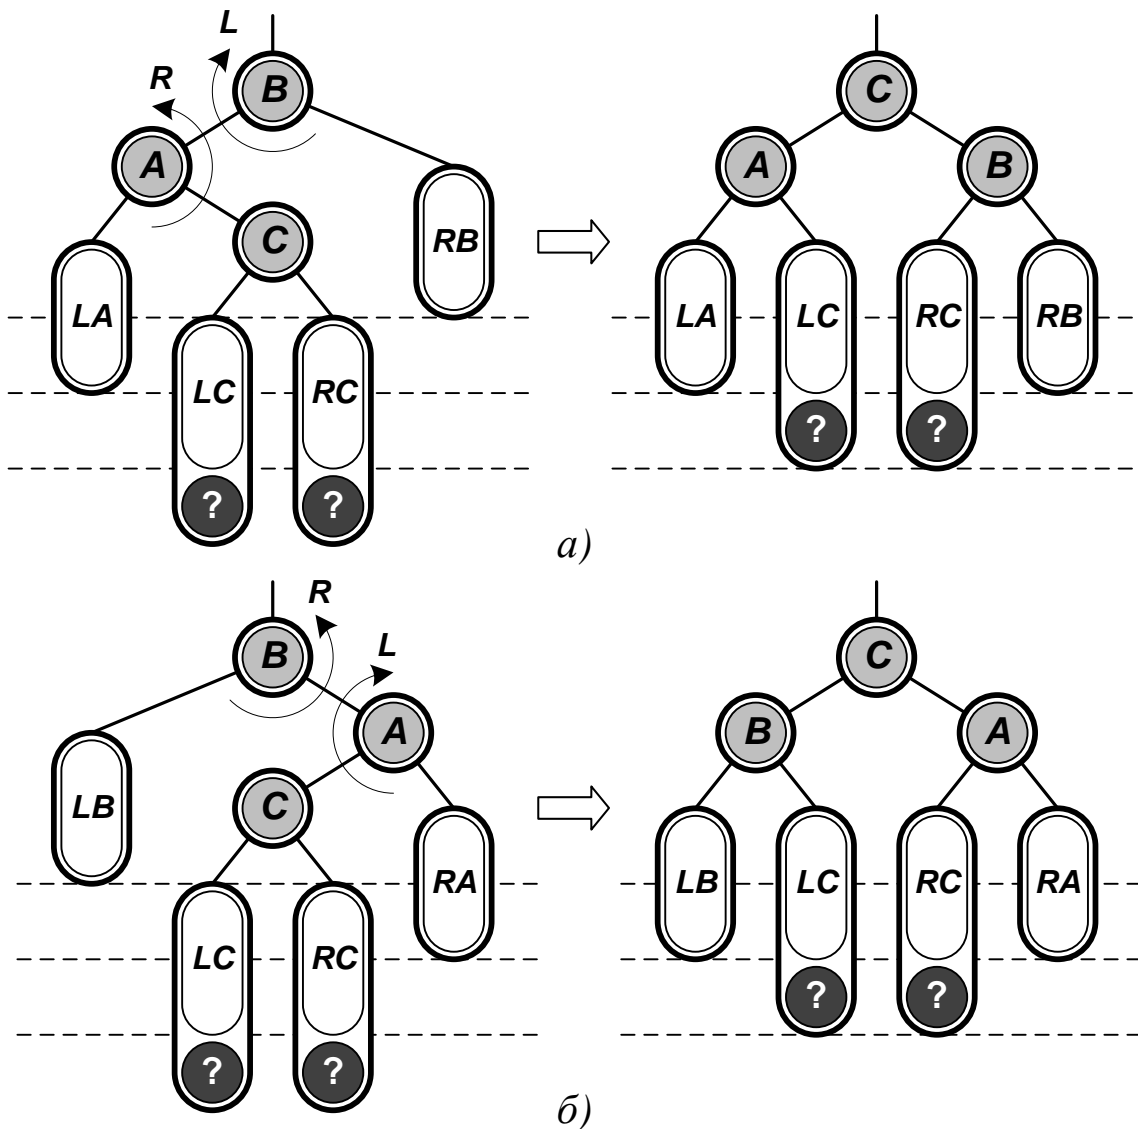 L
R B C
A A B
C
RB
LA LA LC RC RB
LC RC
? ?
? ?
а)
R
B L C
A B A
C
LB
RA LB LC RC RA
LC RC
? ?
? ?
б)